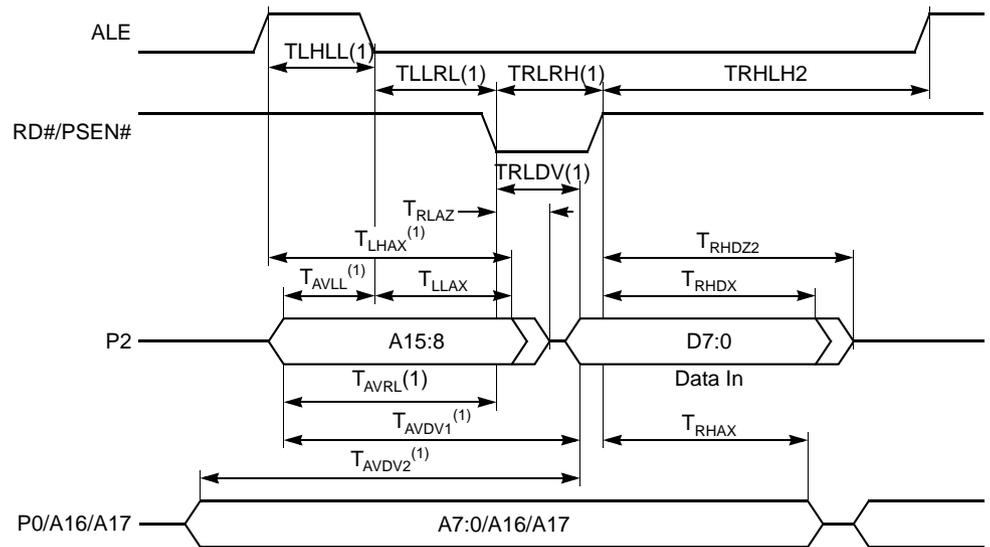 ALE
TLHLL(1)
TLLRL(1)
TRLRH(1)
TRHLH2
RD#/PSEN#
TRLDV(1)
TRLAZ
TLHAX(1)
TRHDZ2
TAVLL(1)
TLLAX
TRHDX
P2
A15:8
D7:0
Data In
TAVRL(1)
TAVDV1(1)
TRHAX
TAVDV2(1)
P0/A16/A17
A7:0/A16/A17